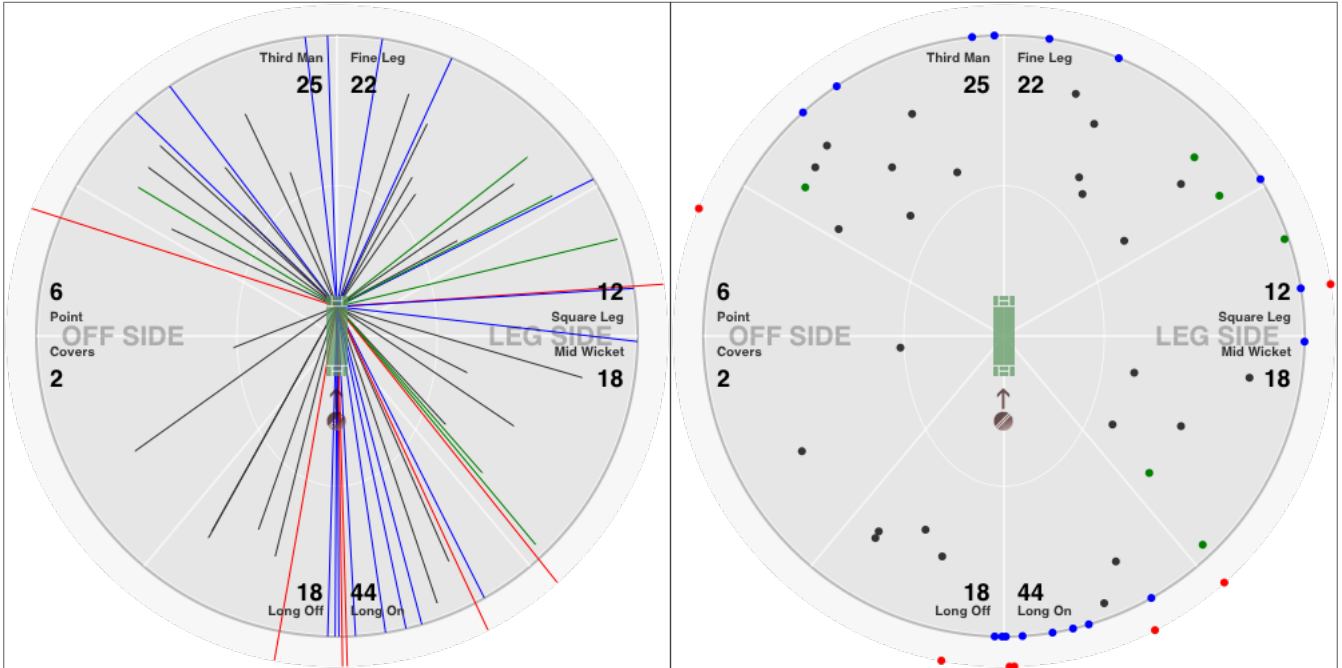 Third Man Fine Leg
25 22
6 12
Point Square Leg
OFF SIDE LEG SIDE
Covers Mid Wicket
2 18
18 44
Long Off Long On
Third Man Fine Leg
25 22
6 12
Point Square Leg
OFF SIDE LEG SIDE
Covers Mid Wicket
2 18
18 44
Long Off Long On